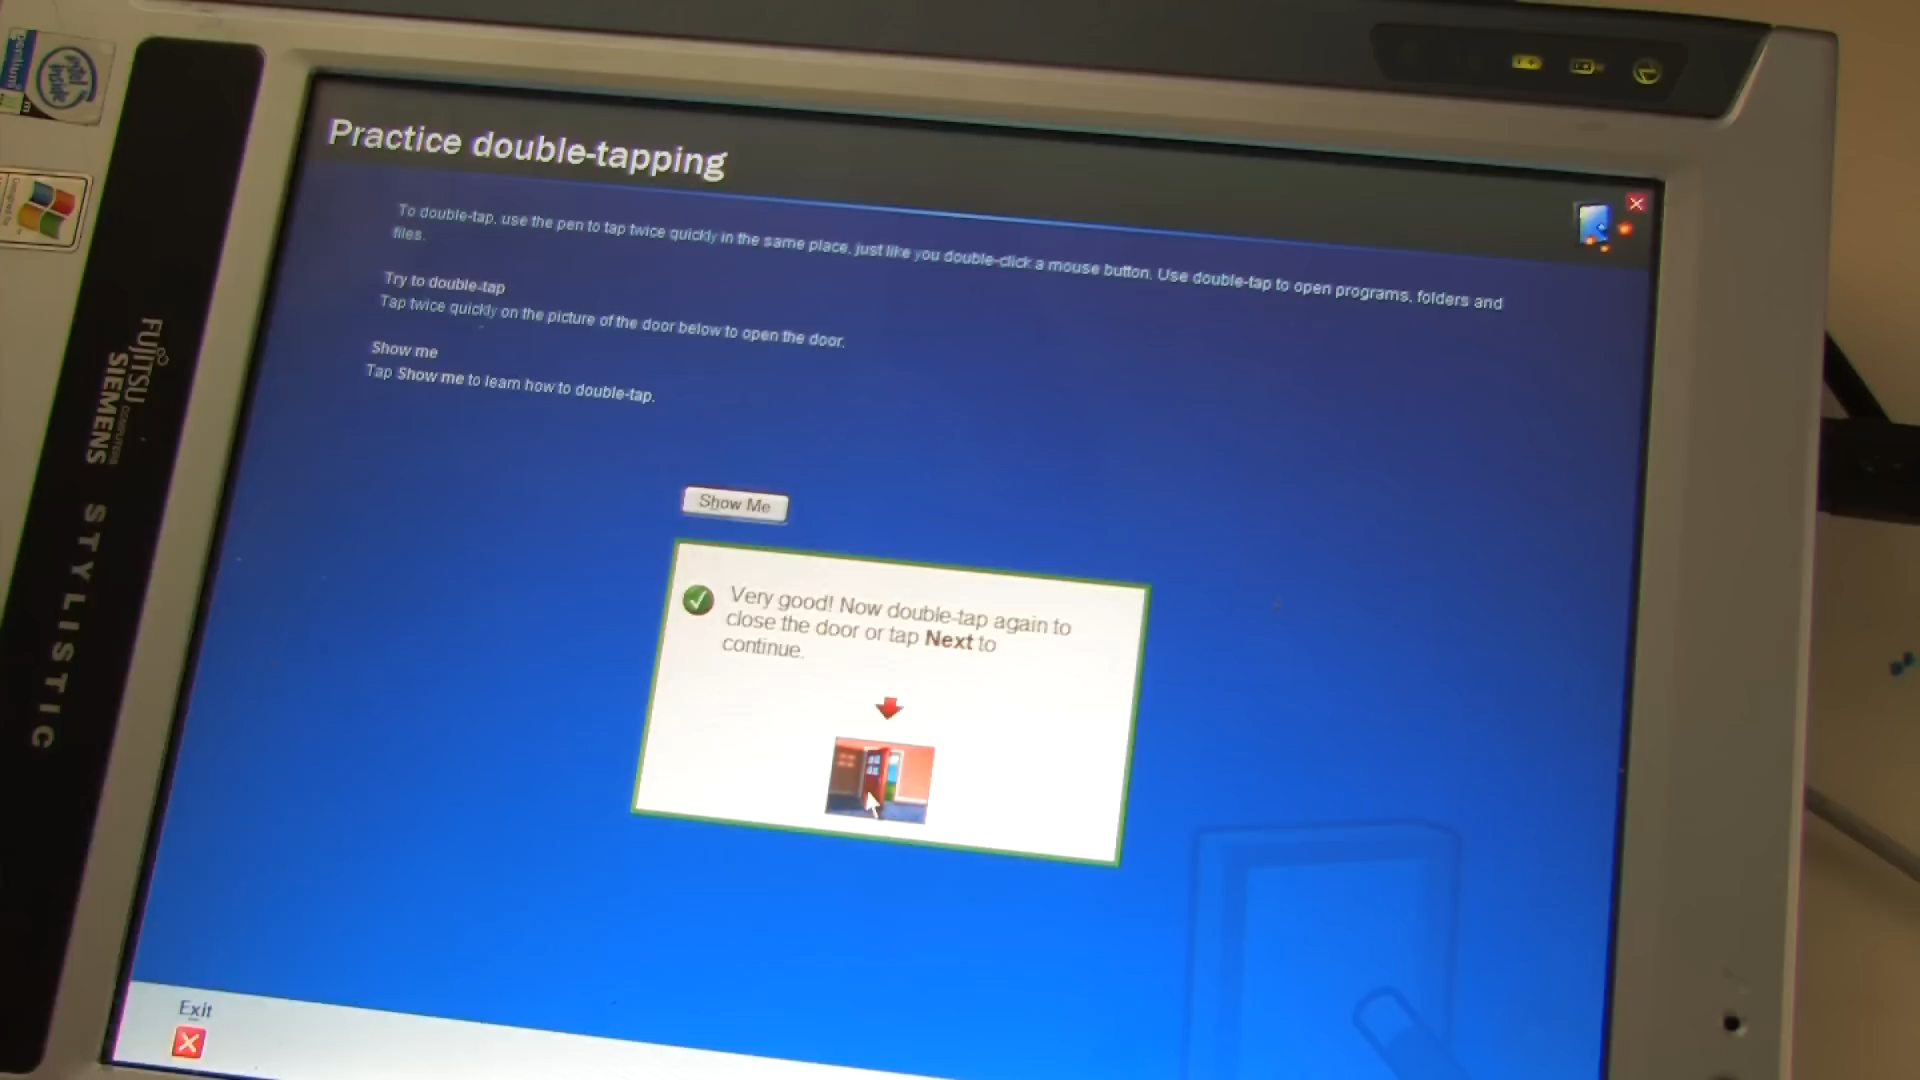 Practice double-tapping
To double-tap, use the pen to tap twice quickly in the same place, just like you double-click a mouse button. Use double-tap to open programs, folders and
files.
Try to double-tap
Tap twice quickly on the picture of the door below to open the door.
Show me
Tap Show me to learn how to double-tap.
Show Me
Very good! Now double-tap again to
close the door or tap Next to
continue.
Exit
FUJITSU
SIEMENS
COMPUTERS
STYLISTIC
intel
inside
pentium